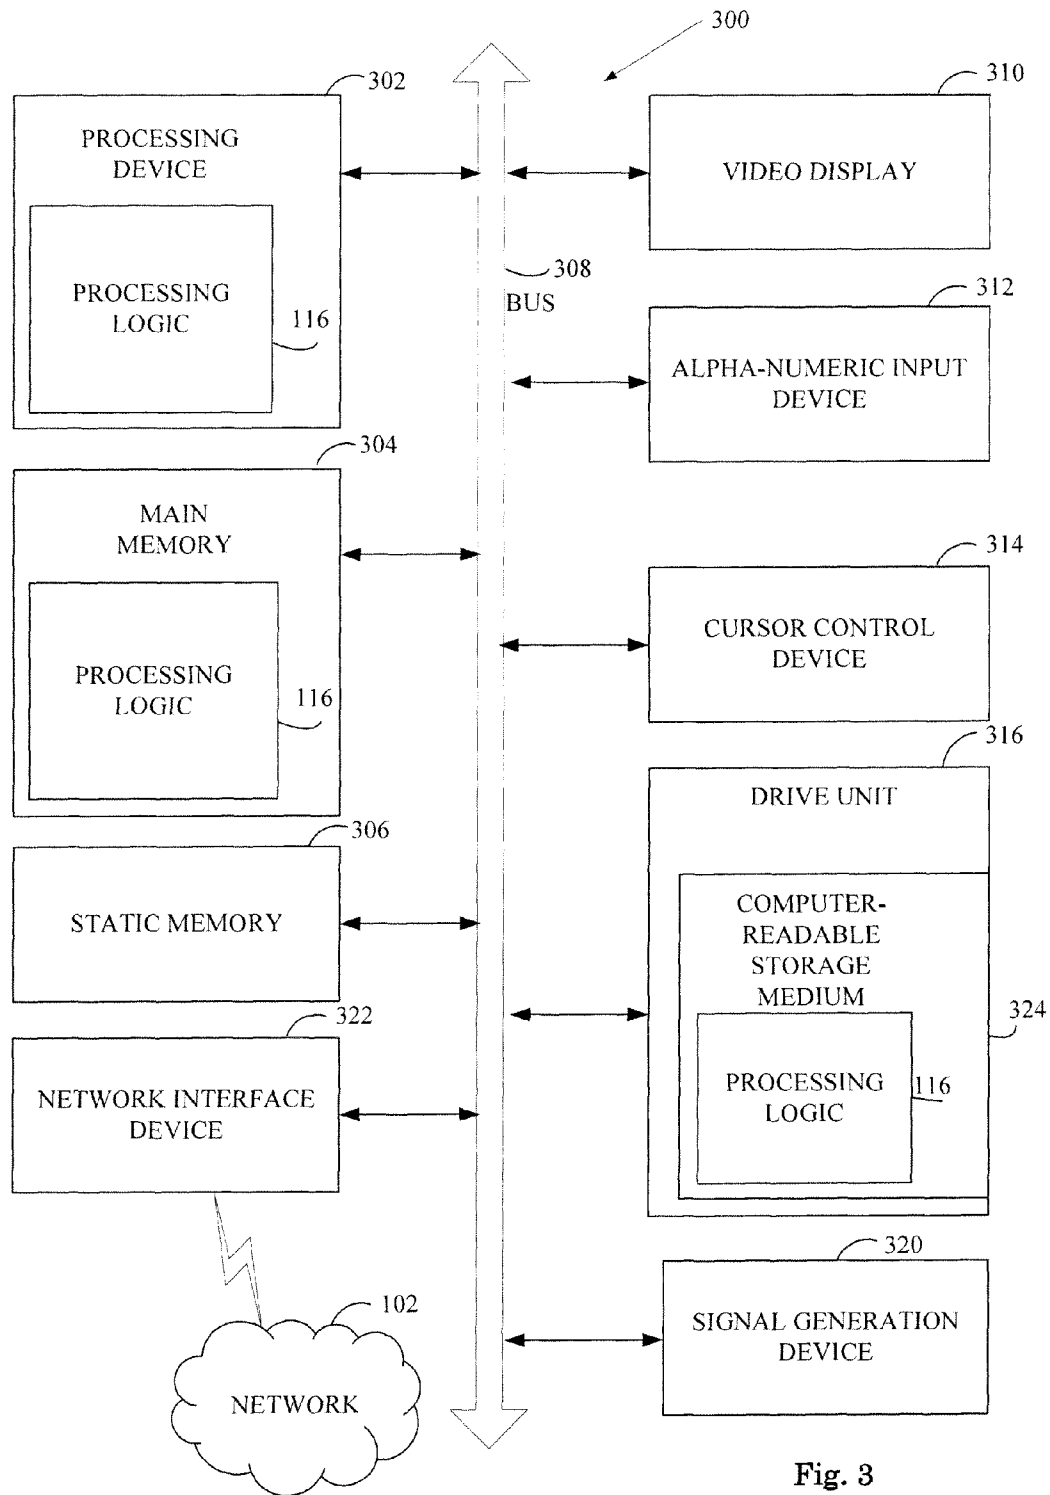 300
302
PROCESSING
DEVICE
PROCESSING
LOGIC
116
304
MAIN
MEMORY
PROCESSING
LOGIC
116
306
STATIC MEMORY
322
NETWORK INTERFACE
DEVICE
102
NETWORK
308
BUS
310
VIDEO DISPLAY
312
ALPHA-NUMERIC INPUT
DEVICE
314
CURSOR CONTROL
DEVICE
316
DRIVE UNIT
COMPUTER-
READABLE
STORAGE
MEDIUM
324
PROCESSING
LOGIC
116
320
SIGNAL GENERATION
DEVICE
Fig. 3